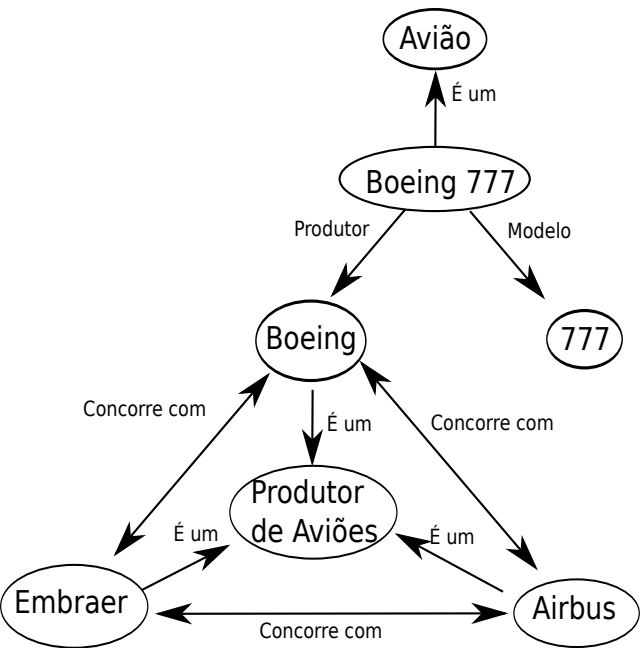 Avião
É um
Boeing 777
Produtor
Modelo
Boeing
777
Concorre com
É um
Concorre com
Produtor
de Aviões
É um
É um
Embraer
Airbus
Concorre com